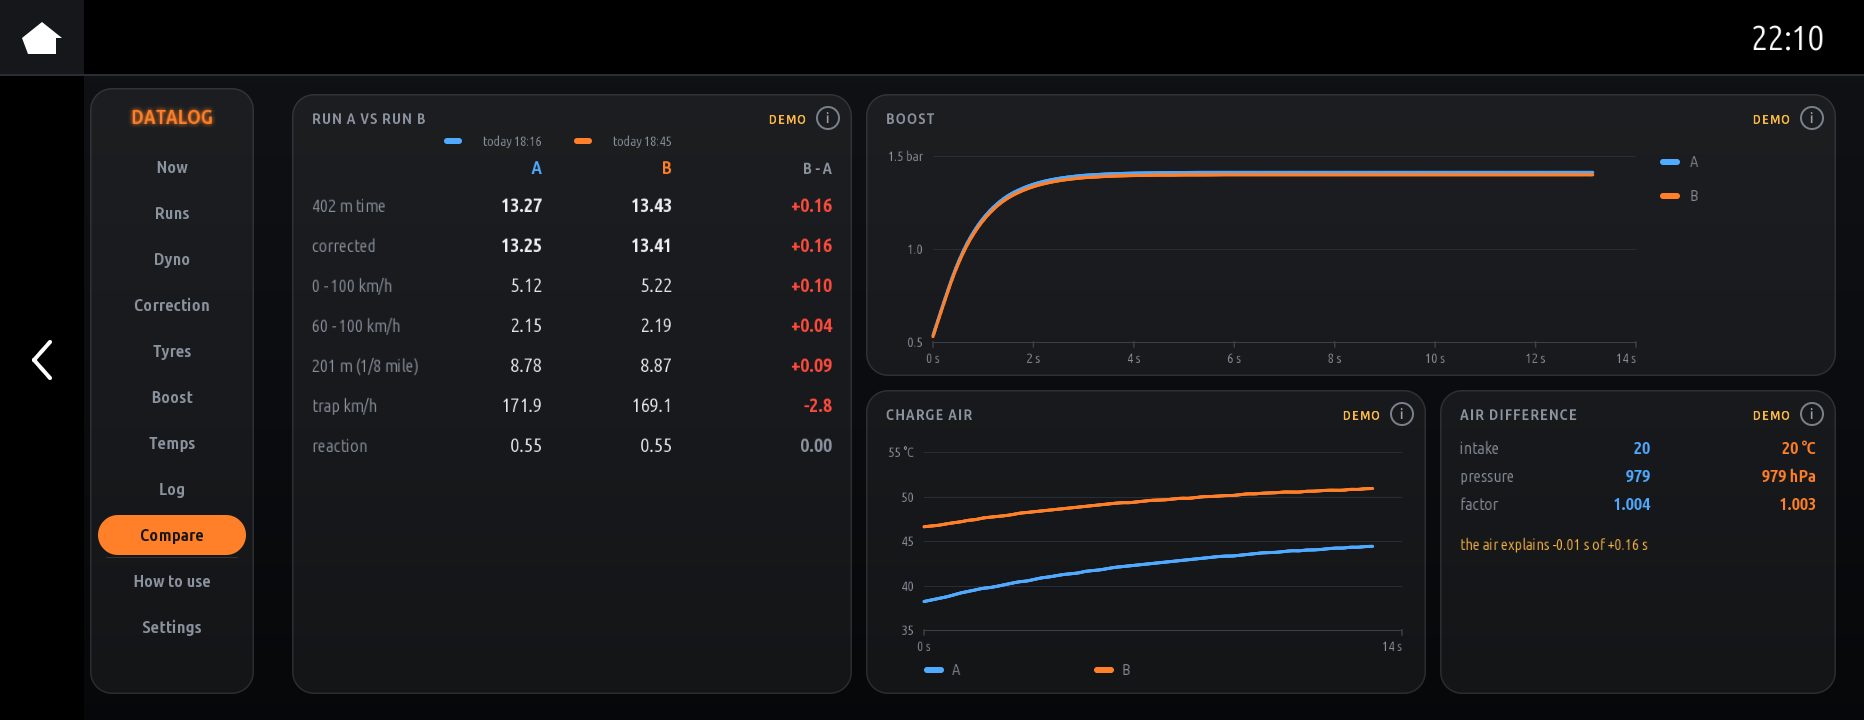 22:10
DATALOG
Now
Runs
Dyno
Correction
Tyres
Boost
Temps
Log
Compare
How to use
Settings
RUN A VS RUN B DEMO i
today 18:16 today 18:45
A B B - A
402 m time 13.27 13.43 +0.16
corrected 13.25 13.41 +0.16
0 - 100 km/h 5.12 5.22 +0.10
60 - 100 km/h 2.15 2.19 +0.04
201 m (1/8 mile) 8.78 8.87 +0.09
trap km/h 171.9 169.1 -2.8
reaction 0.55 0.55 0.00
BOOST DEMO i
1.5 bar
1.0
0.5
0 s 2 s 4 s 6 s 8 s 10 s 12 s 14 s
A
B
CHARGE AIR DEMO i
55 °C
50
45
40
35
0 s 14 s
A B
AIR DIFFERENCE DEMO i
intake 20 20 °C
pressure 979 979 hPa
factor 1.004 1.003
the air explains -0.01 s of +0.16 s